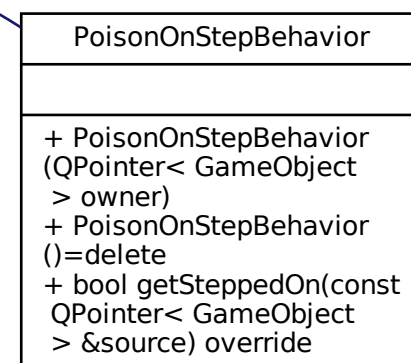 PoisonOnStepBehavior
+ PoisonOnStepBehavior
(QPointer< GameObject
> owner)
+ PoisonOnStepBehavior
()=delete
+ bool getSteppedOn(const
QPointer< GameObject
> &source) override